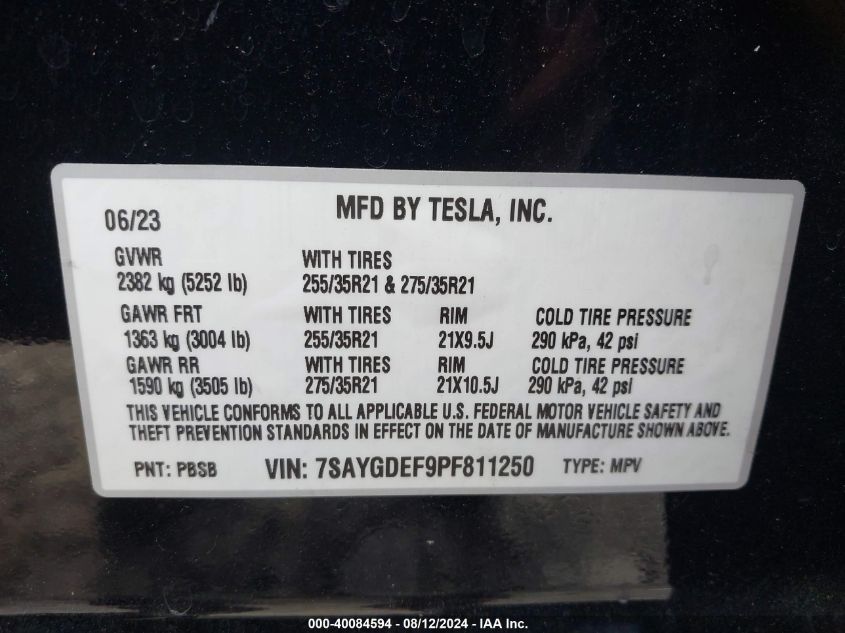 06/23 MFD BY TESLA, INC.
GVWR WITH TIRES
2382 kg (5252 lb) 255/35R21 & 275/35R21
GAWR FRT WITH TIRES RIM COLD TIRE PRESSURE
1363 kg (3004 lb) 255/35R21 21X9.5J 290 kPa, 42 psi
GAWR RR WITH TIRES RIM COLD TIRE PRESSURE
1590 kg (3505 lb) 275/35R21 21X10.5J 290 kPa, 42 psi
THIS VEHICLE CONFORMS TO ALL APPLICABLE U.S. FEDERAL MOTOR VEHICLE SAFETY AND
THEFT PREVENTION STANDARDS IN EFFECT ON THE DATE OF MANUFACTURE SHOWN ABOVE.
PNT: PBSB VIN: 7SAYGDEF9PF811250 TYPE: MPV
000-40084594 - 08/12/2024 - IAA Inc.